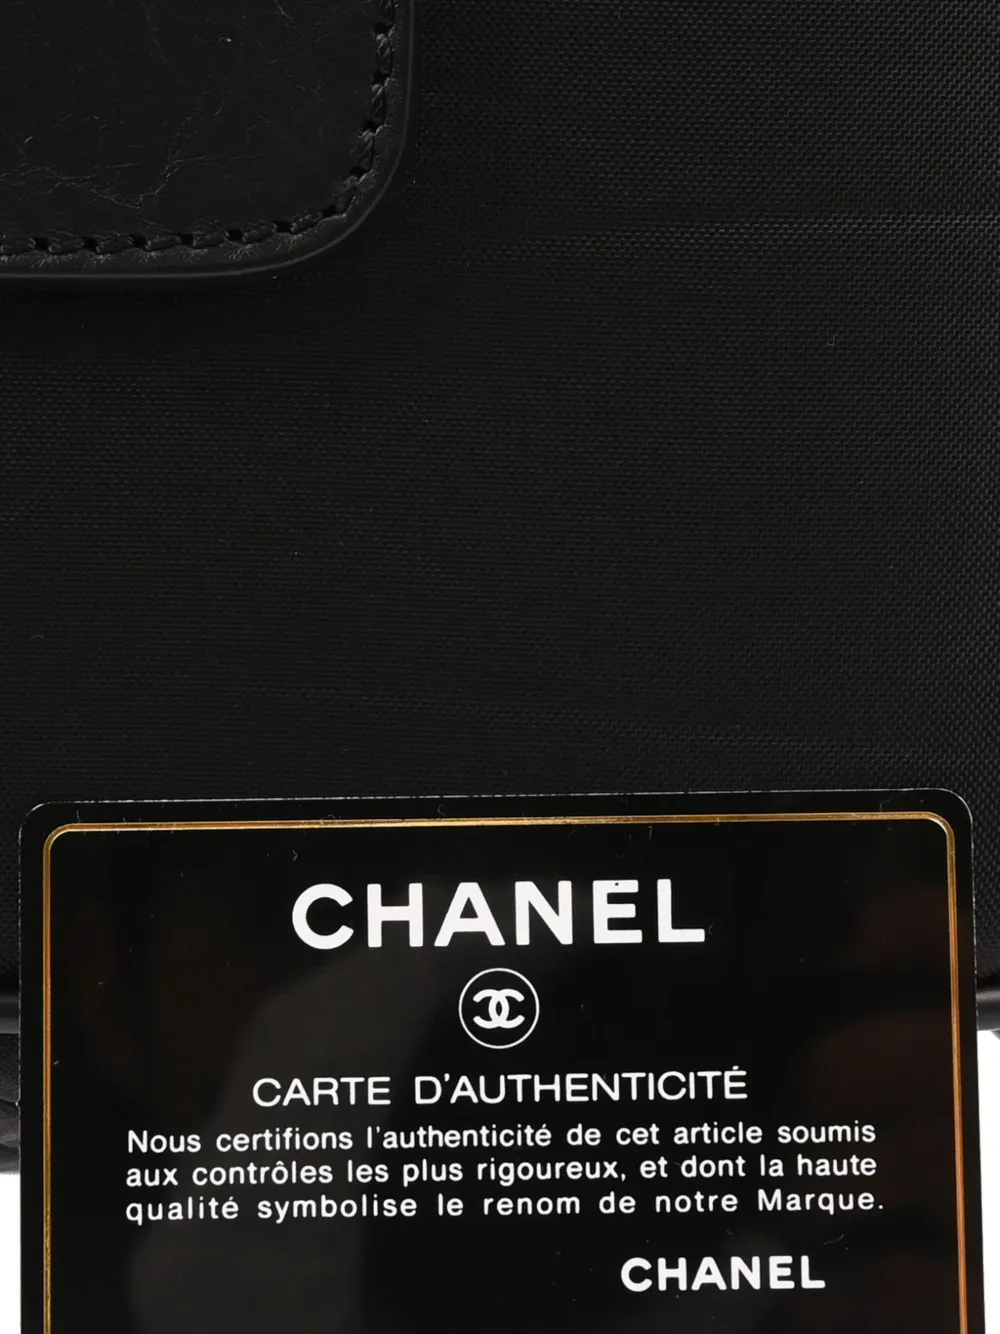 CHANEL
CARTE D'AUTHENTICITÉ
Nous certifions l'authenticité de cet article soumis
aux contrôles les plus rigoureux, et dont la haute
qualité symbolise le renom de notre Marque.
CHANEL